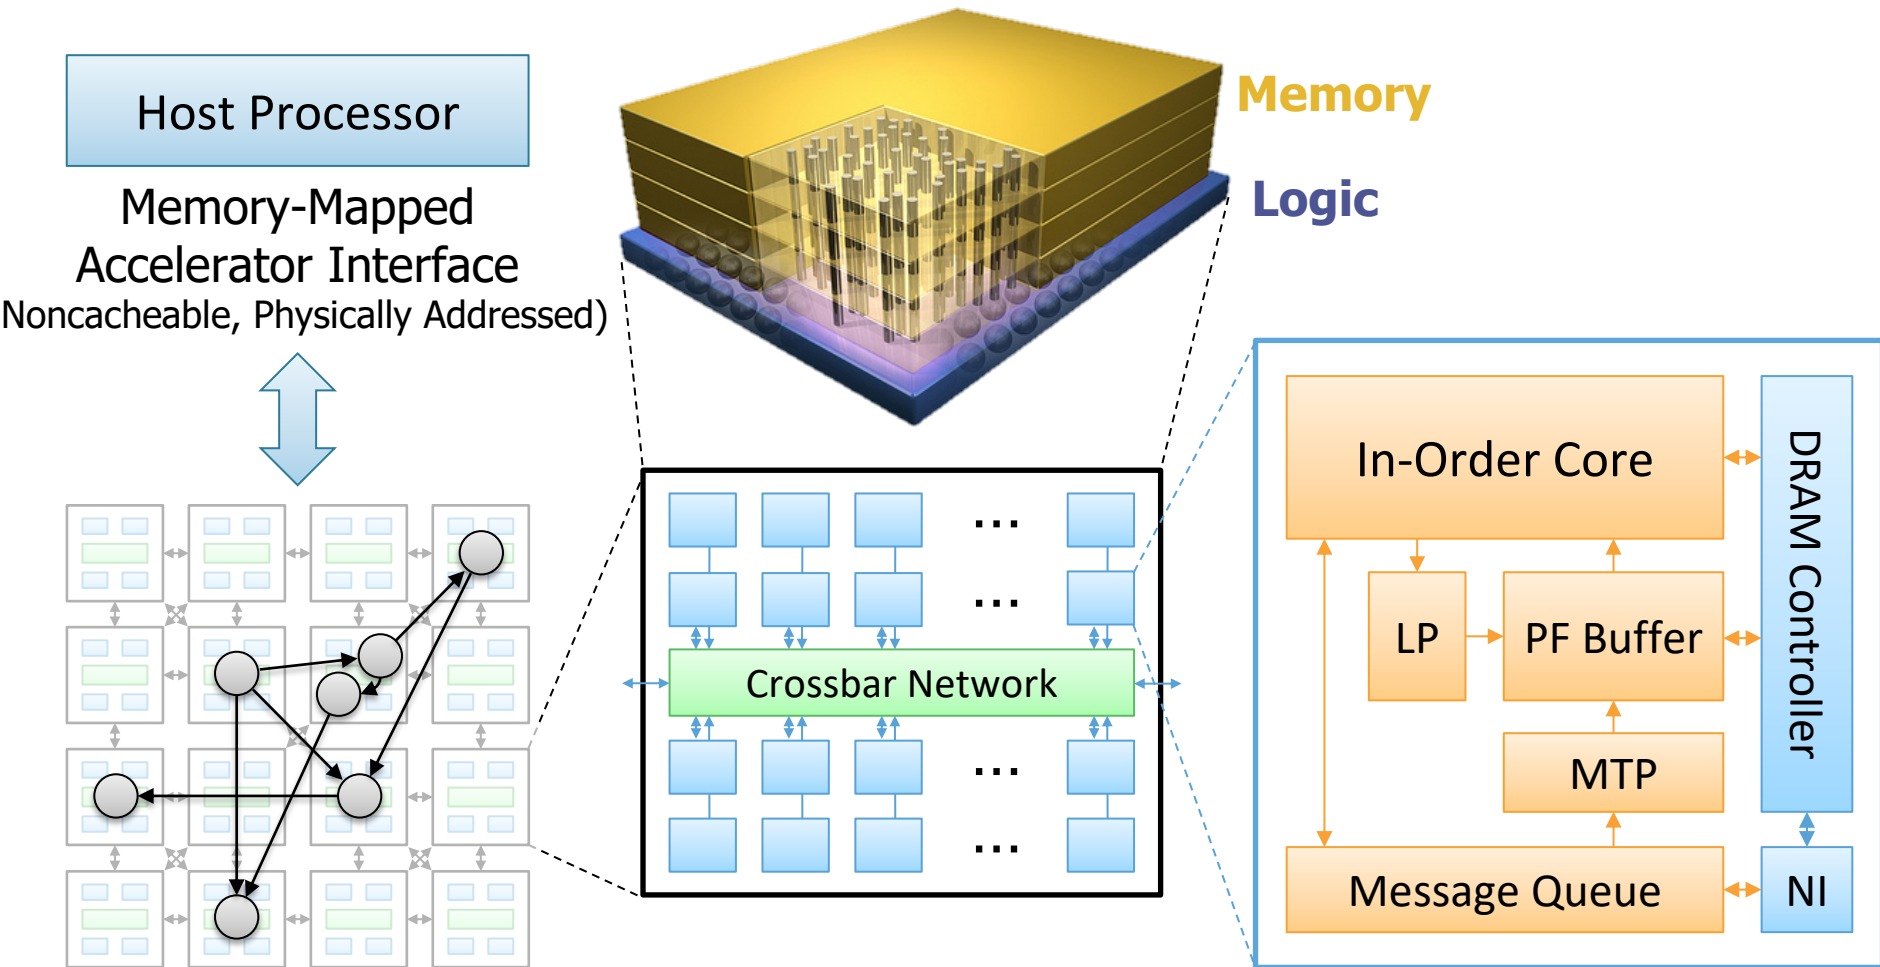 Host Processor
Memory-Mapped
Accelerator Interface
Noncacheable, Physically Addressed)
Memory
Logic
...
...
Crossbar Network
...
...
In-Order Core
LP
PF Buffer
MTP
Message Queue
DRAM Controller
NI